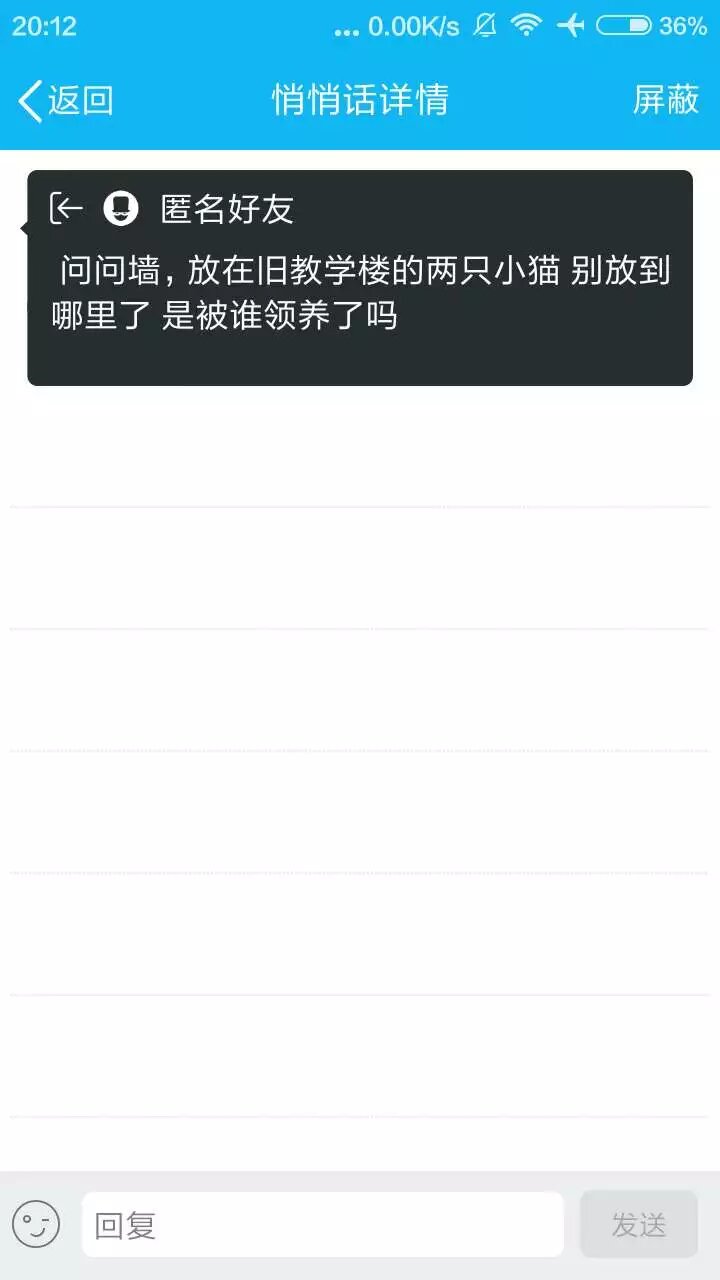 20:12 ... 0.00K/s 36%
返回 悄悄话详情 屏蔽
匿名好友
问问墙，放在旧教学楼的两只小猫 别放到
哪里了 是被谁领养了吗
回复 发送